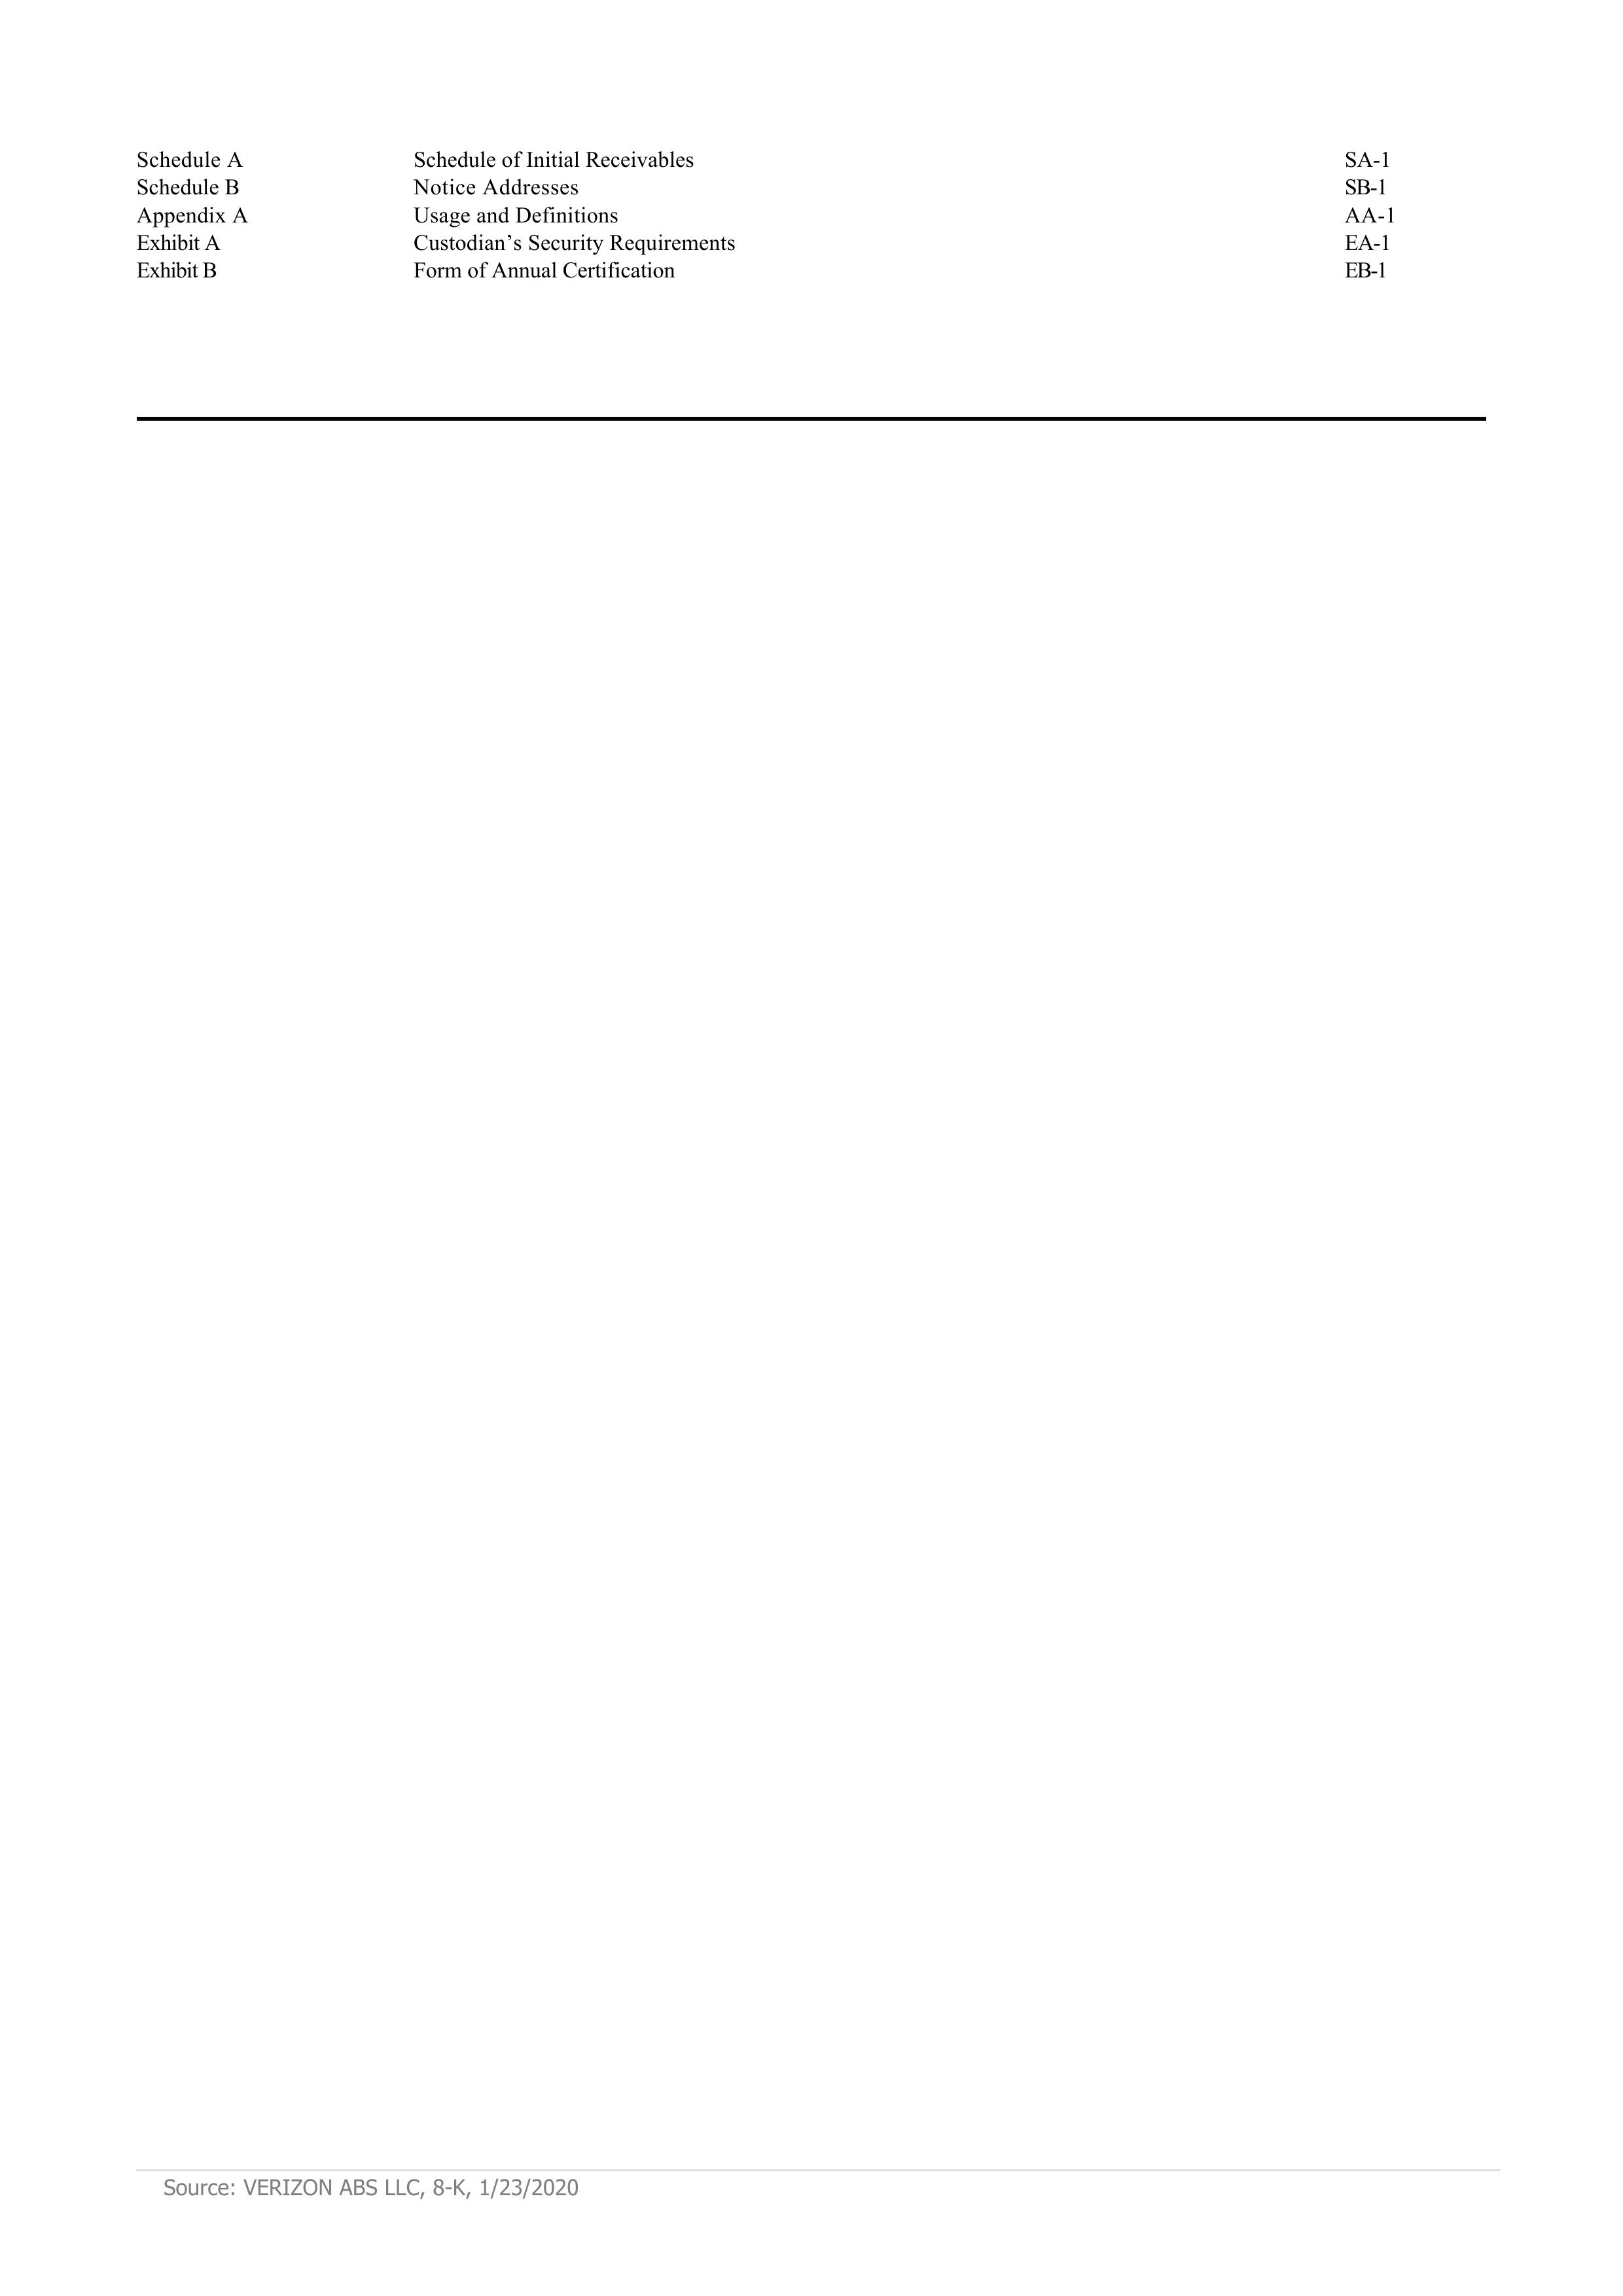 Schedule A Schedule of Initial Receivables SA-1
Schedule B Notice Addresses SB-1
Appendix A Usage and Definitions AA-1
Exhibit A Custodian’s Security Requirements EA-1
Exhibit B Form of Annual Certification EB-1
Source: VERIZON ABS LLC, 8-K, 1/23/2020